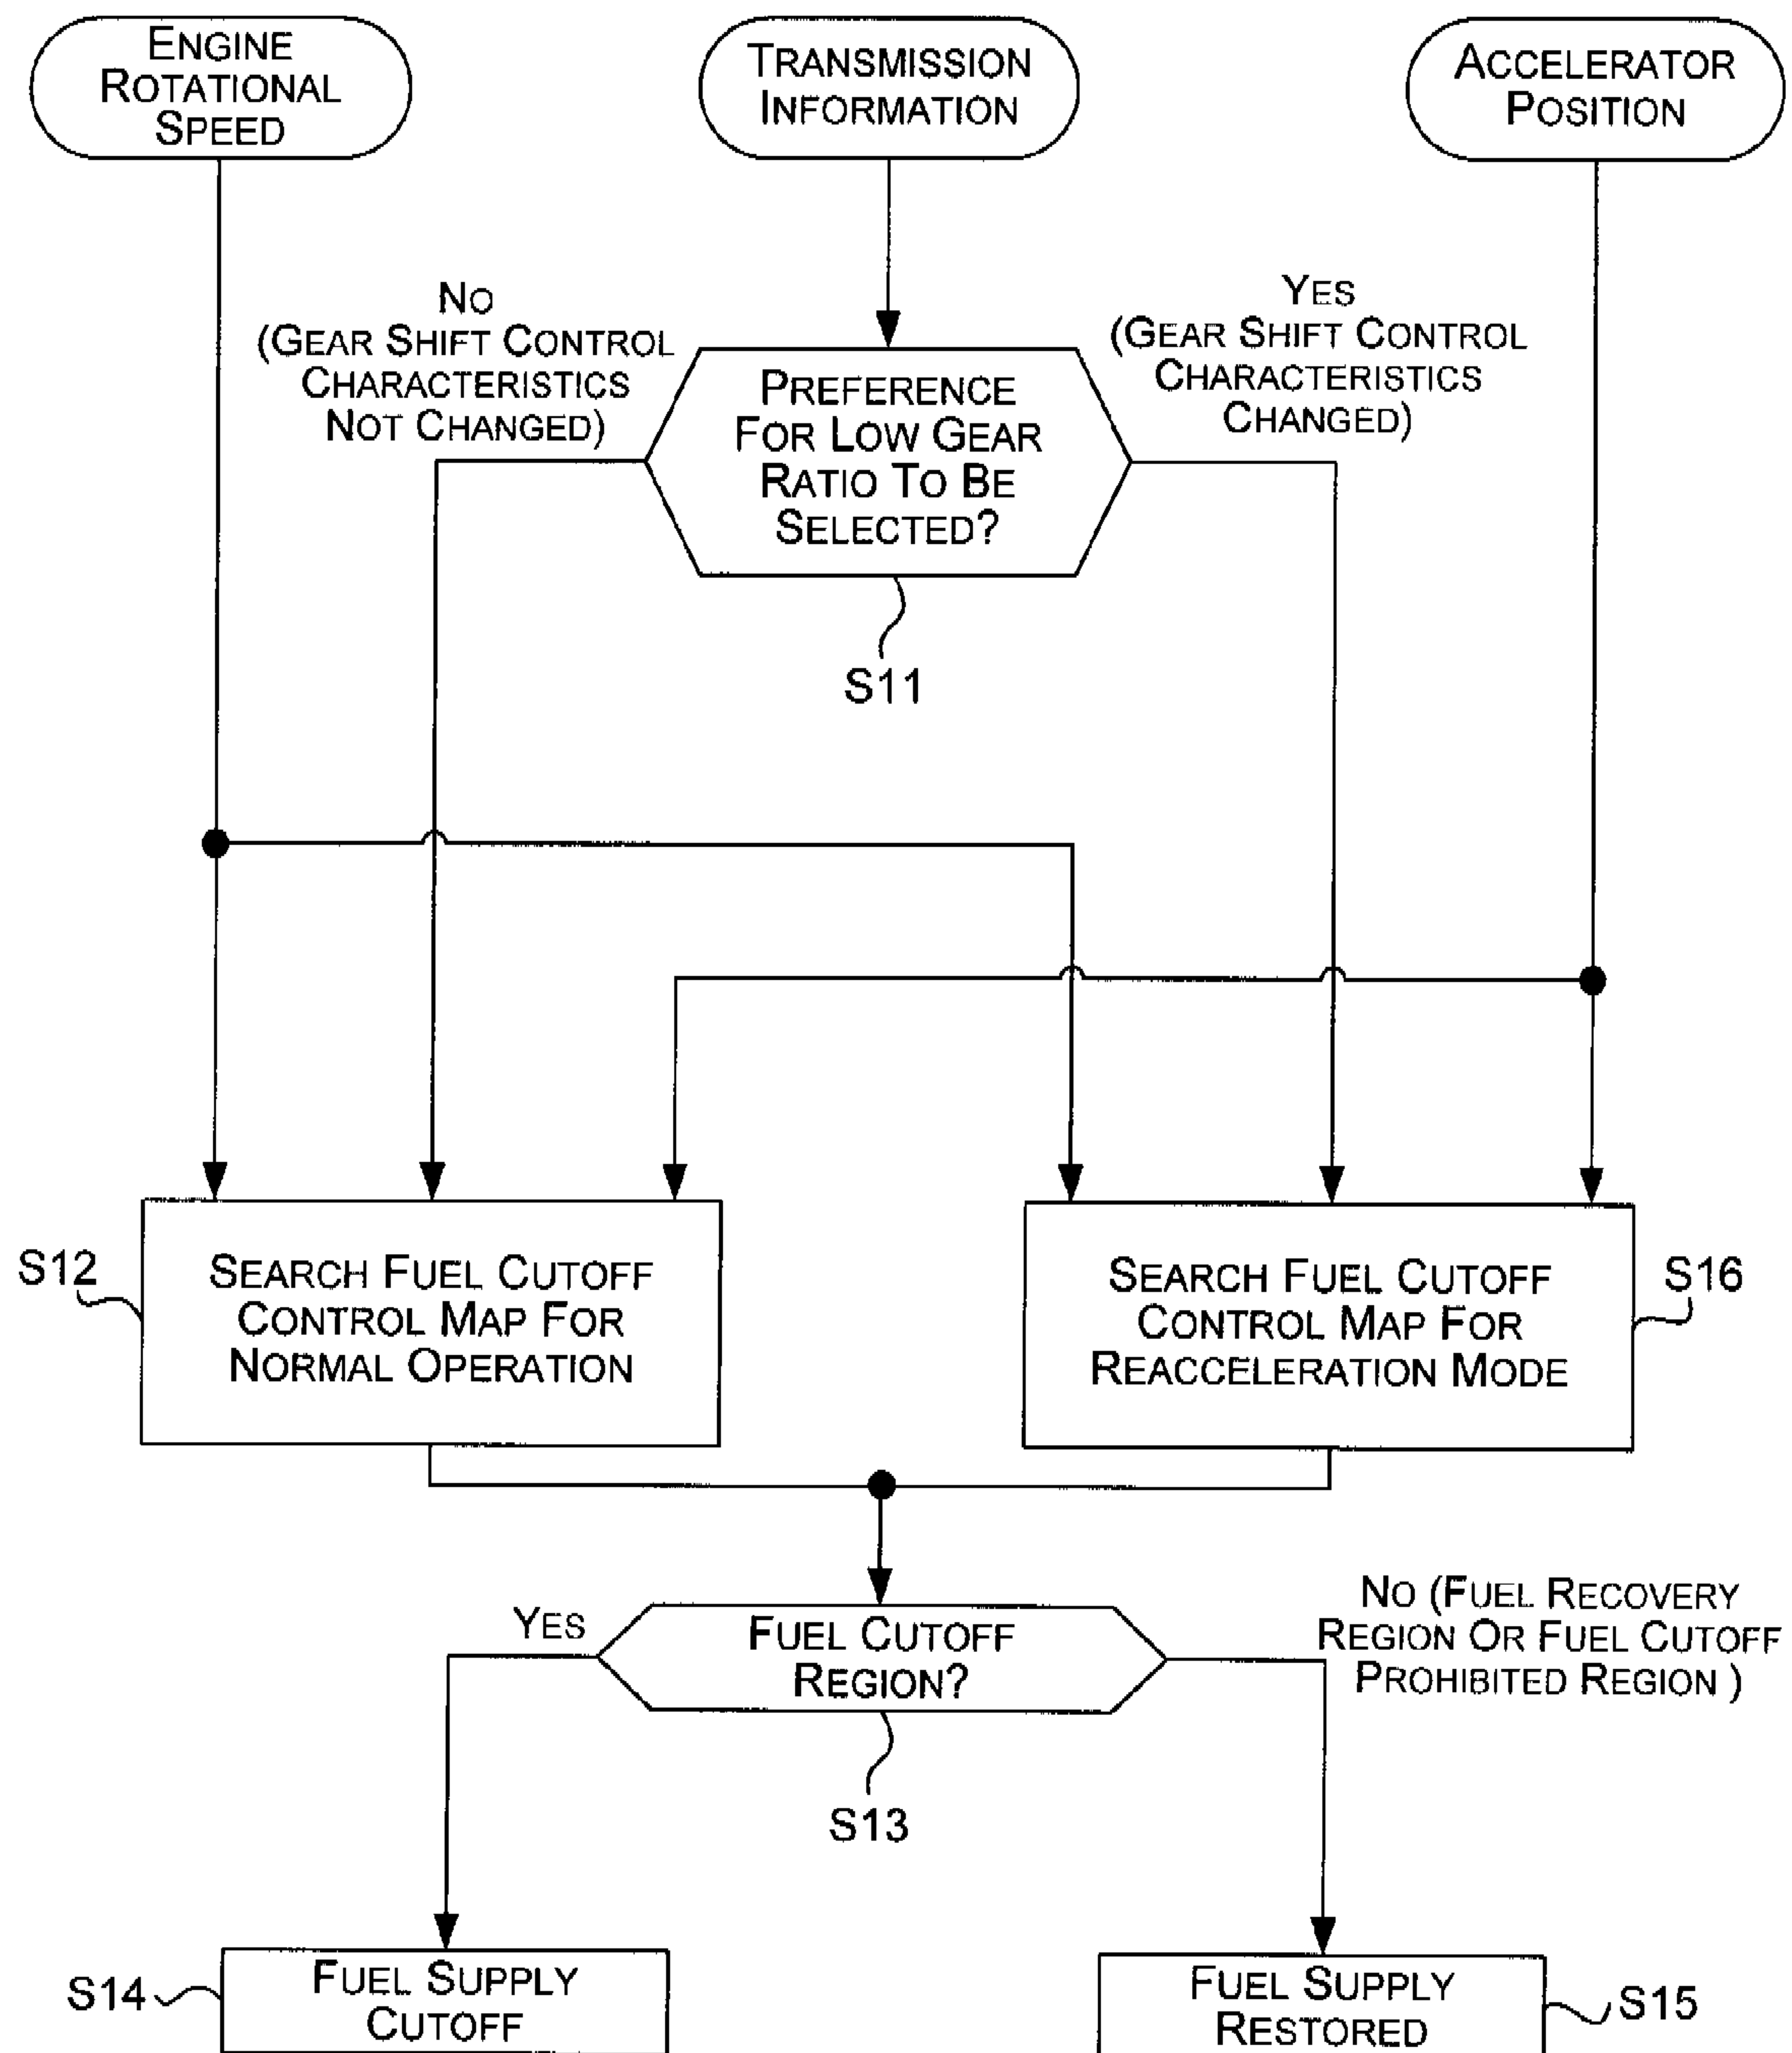 ENGINE
ROTATIONAL
SPEED
TRANSMISSION
INFORMATION
ACCELERATOR
POSITION
NO
(GEAR SHIFT CONTROL
CHARACTERISTICS
NOT CHANGED)
YES
(GEAR SHIFT CONTROL
CHARACTERISTICS
CHANGED)
PREFERENCE
FOR LOW GEAR
RATIO TO BE
SELECTED?
S11
S12
SEARCH FUEL CUTOFF
CONTROL MAP FOR
NORMAL OPERATION
SEARCH FUEL CUTOFF
CONTROL MAP FOR
REACCELERATION MODE
S16
YES
FUEL CUTOFF
REGION?
NO (FUEL RECOVERY
REGION OR FUEL CUTOFF
PROHIBITED REGION )
S13
S14
FUEL SUPPLY
CUTOFF
FUEL SUPPLY
RESTORED
S15